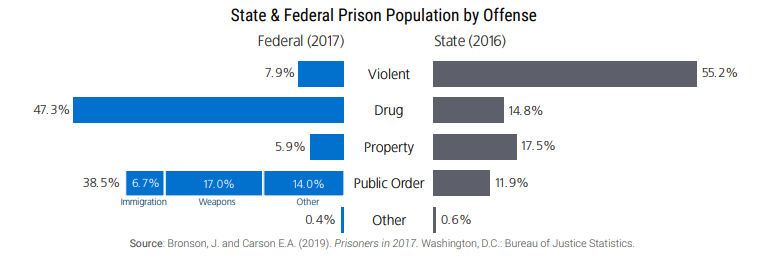 State & Federal Prison Population by Offense
Federal (2017) State (2016)
7.9% Violent 55.2%
47.3% Drug 14.8%
5.9% Property 17.5%
38.5% 6.7% 17.0% 14.0% Public Order 11.9%
Immigration Weapons Other
0.4% Other 0.6%
Source: Bronson, J. and Carson E.A. (2019). Prisoners in 2017. Washington, D.C.: Bureau of Justice Statistics.